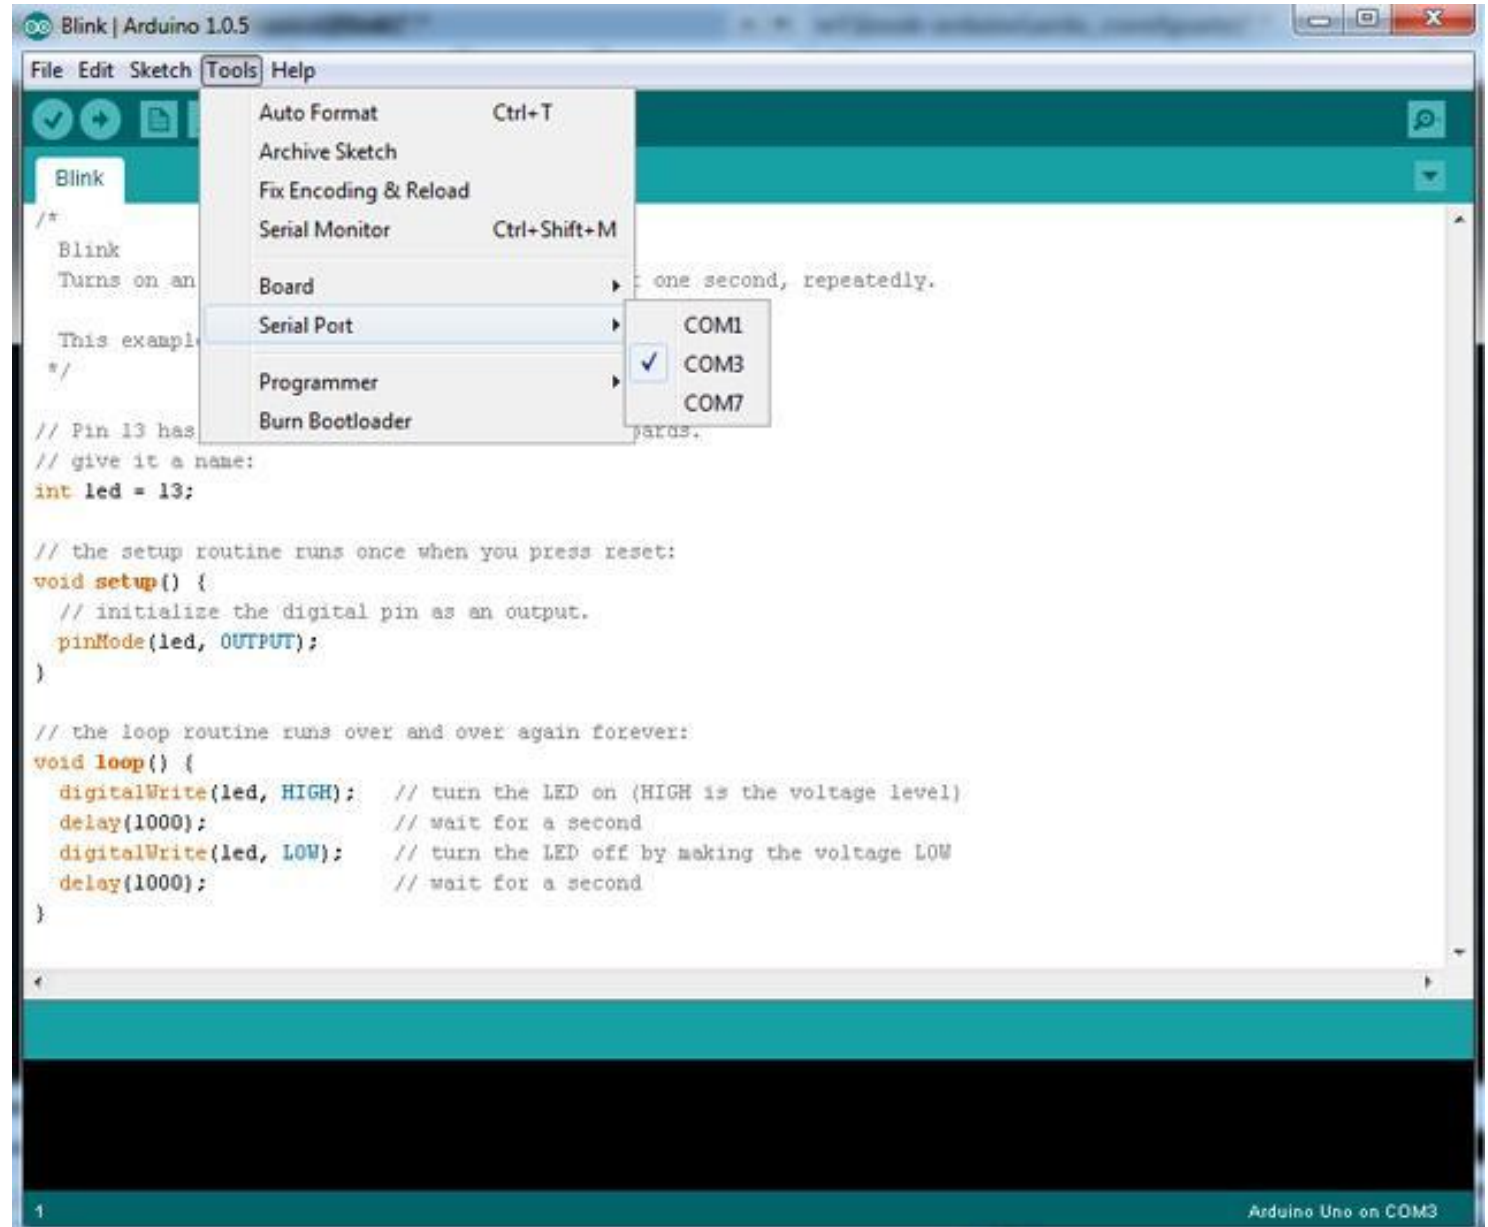 Blink | Arduino 1.0.5
File Edit Sketch Tools Help
Auto Format Ctrl+T
Archive Sketch
Fix Encoding & Reload
Serial Monitor Ctrl+Shift+M
Board
Serial Port
Programmer
Burn Bootloader
COM1
COM3
COM7
Blink
/*
Blink
Turns on an one second, repeatedly.
This exampl
*/
// Pin 13 has
// give it a name:
int led = 13;
// the setup routine runs once when you press reset:
void setup() {
// initialize the digital pin as an output.
pinMode(led, OUTPUT);
}
// the loop routine runs over and over again forever:
void loop() {
digitalWrite(led, HIGH); // turn the LED on (HIGH is the voltage level)
delay(1000); // wait for a second
digitalWrite(led, LOW); // turn the LED off by making the voltage LOW
delay(1000); // wait for a second
}
1 Arduino Uno on COM3